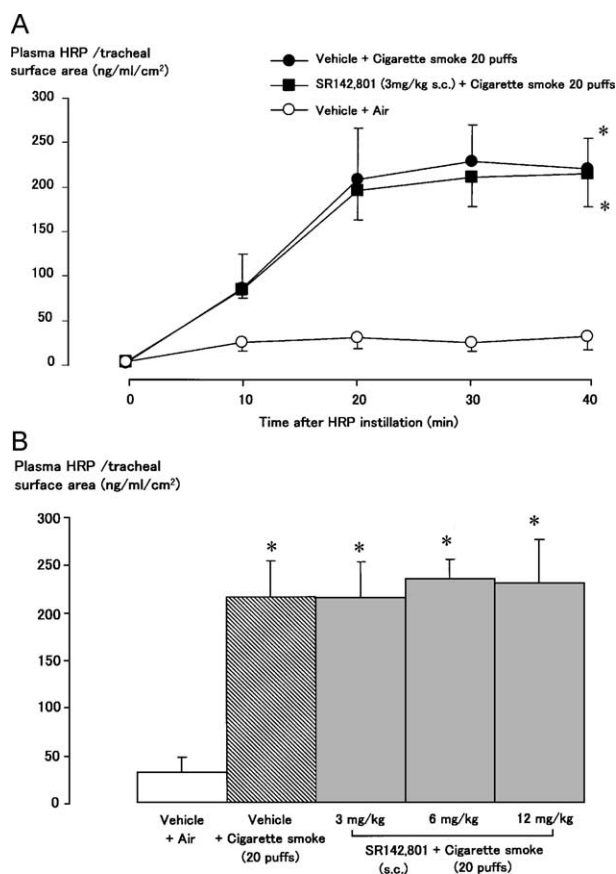 A
Plasma HRP /tracheal
surface area (ng/ml/cm²)
Vehicle + Cigarette smoke 20 puffs
SR142,801 (3mg/kg s.c.) + Cigarette smoke 20 puffs
Vehicle + Air
300
250
200
150
100
50
0
*
*
0 10 20 30 40
Time after HRP instillation (min)
B
Plasma HRP /tracheal
surface area (ng/ml/cm²)
300
250
200
150
100
50
0
* * * *
Vehicle
+ Air
Vehicle
+ Cigarette smoke
(20 puffs)
3 mg/kg 6 mg/kg 12 mg/kg
SR142,801 + Cigarette smoke
(s.c.) (20 puffs)